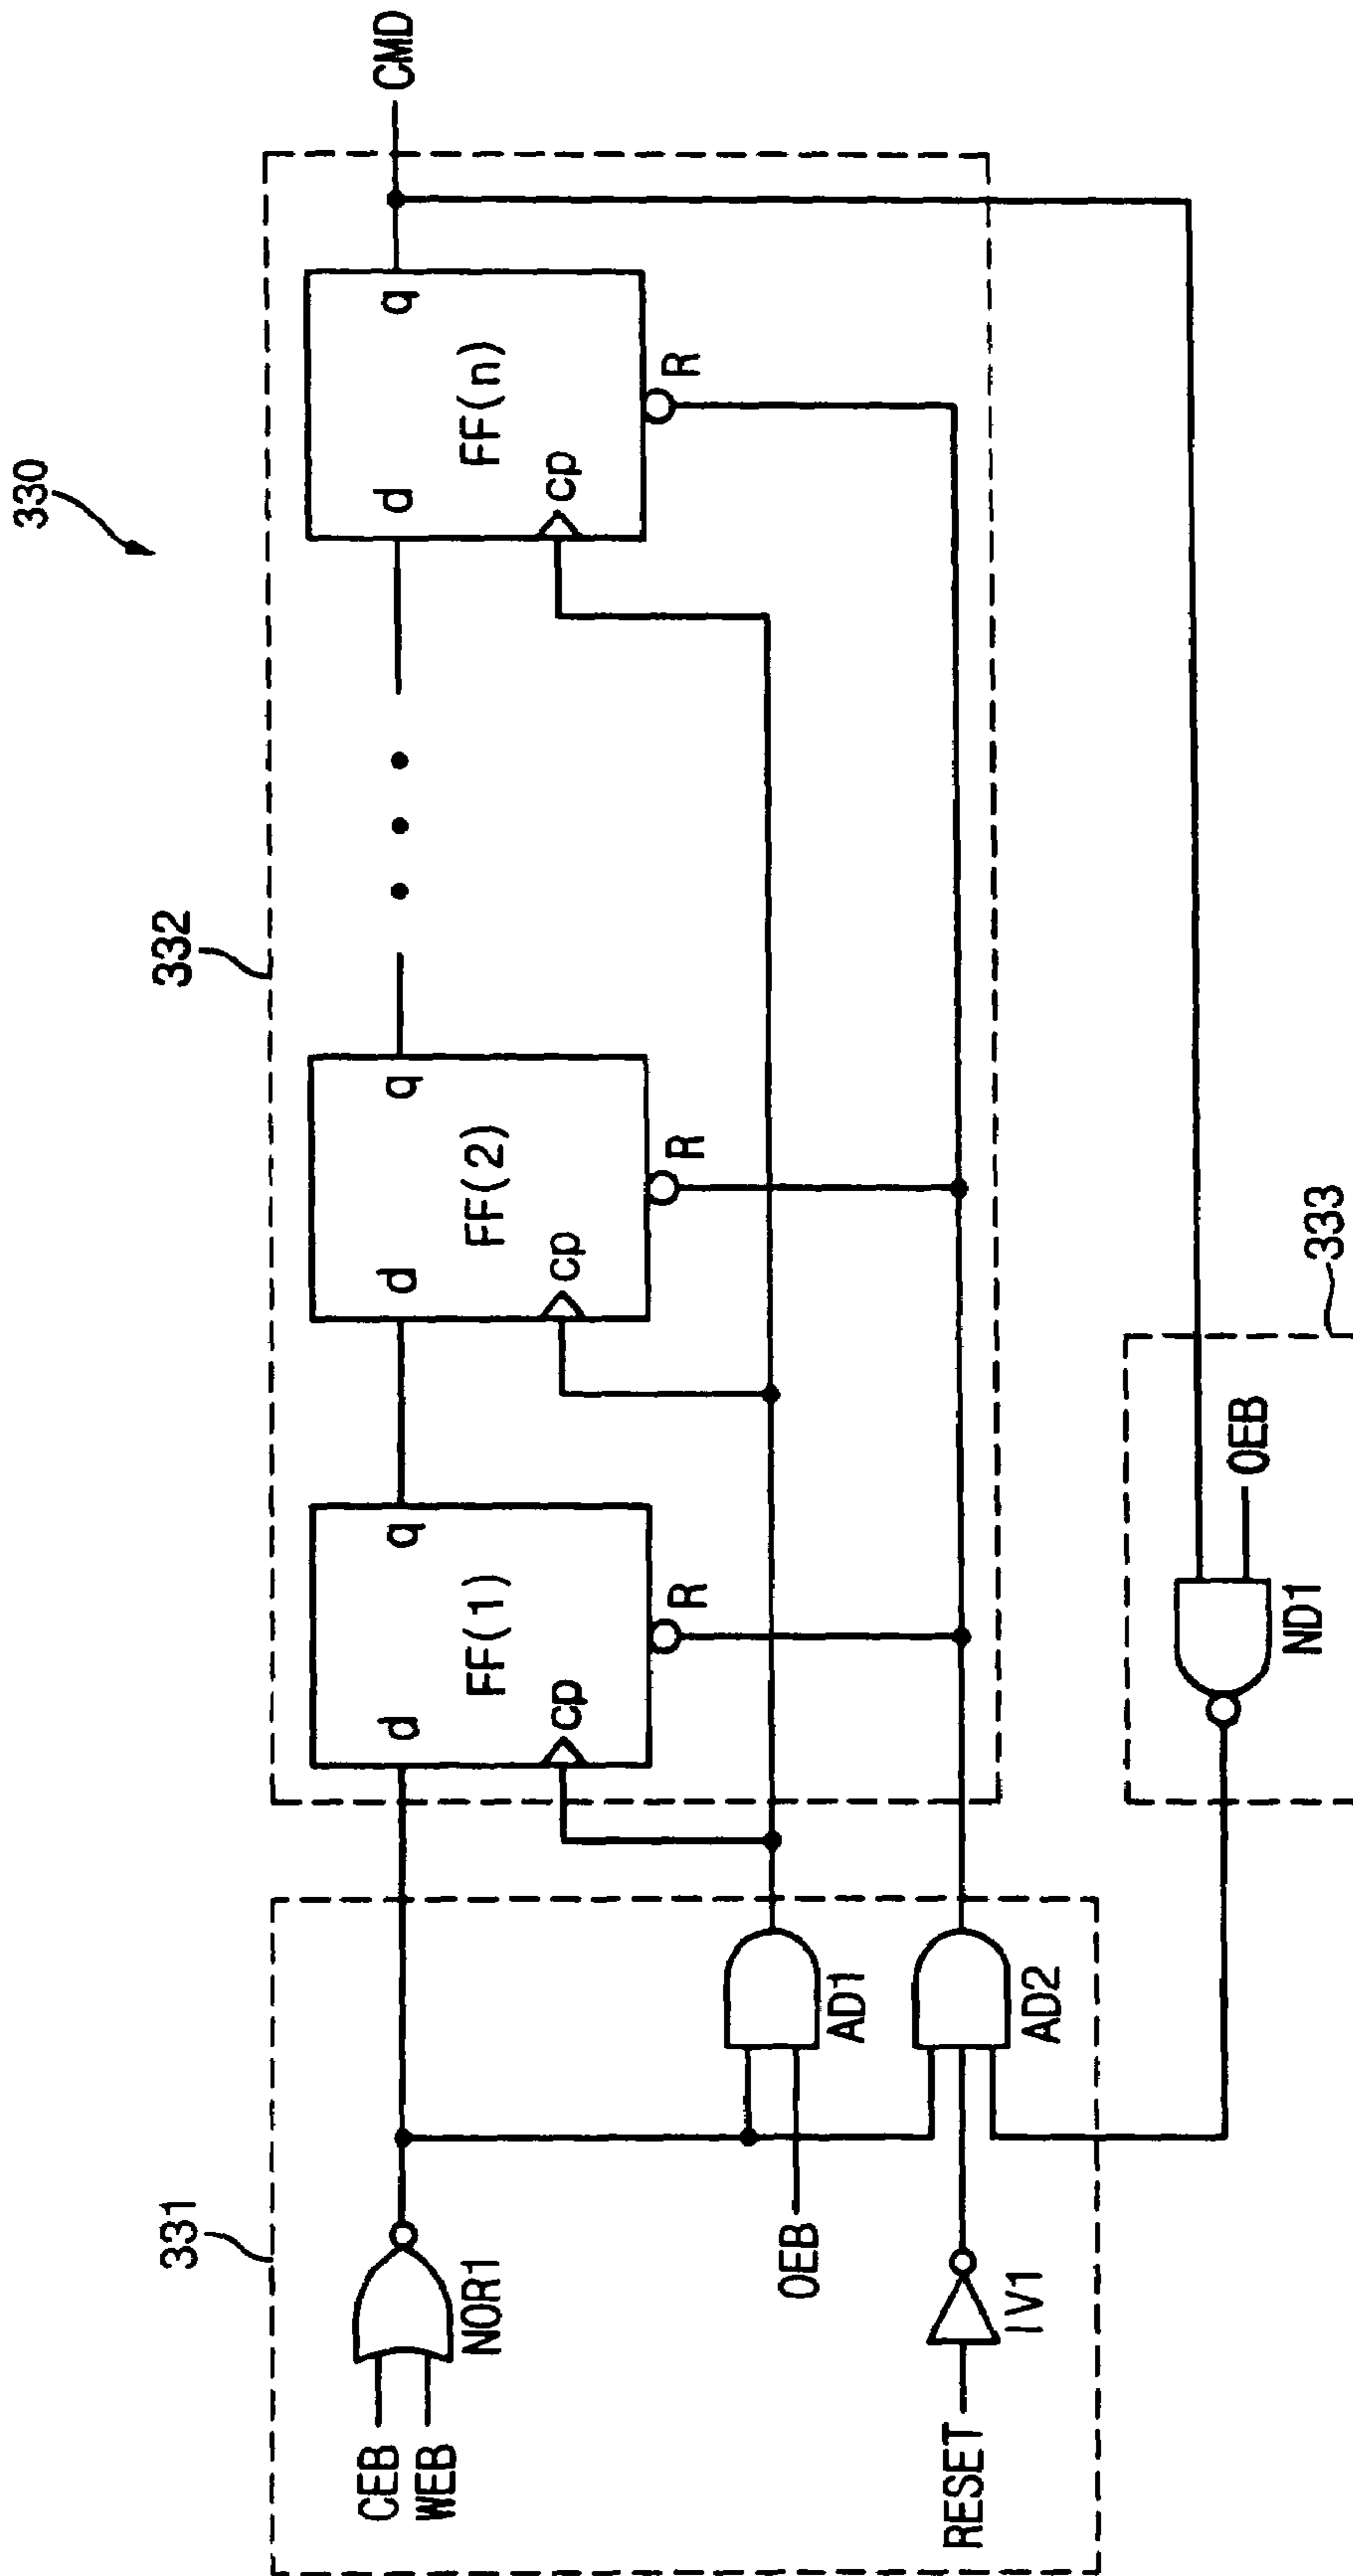 330
332
331
CEB
WEB
NOR1
OEB
AD1
RESET
IV1
AD2
d
q
FF(1)
cp
R
d
q
FF(2)
cp
R
d
q
FF(n)
cp
R
CMD
OEB
ND1
333